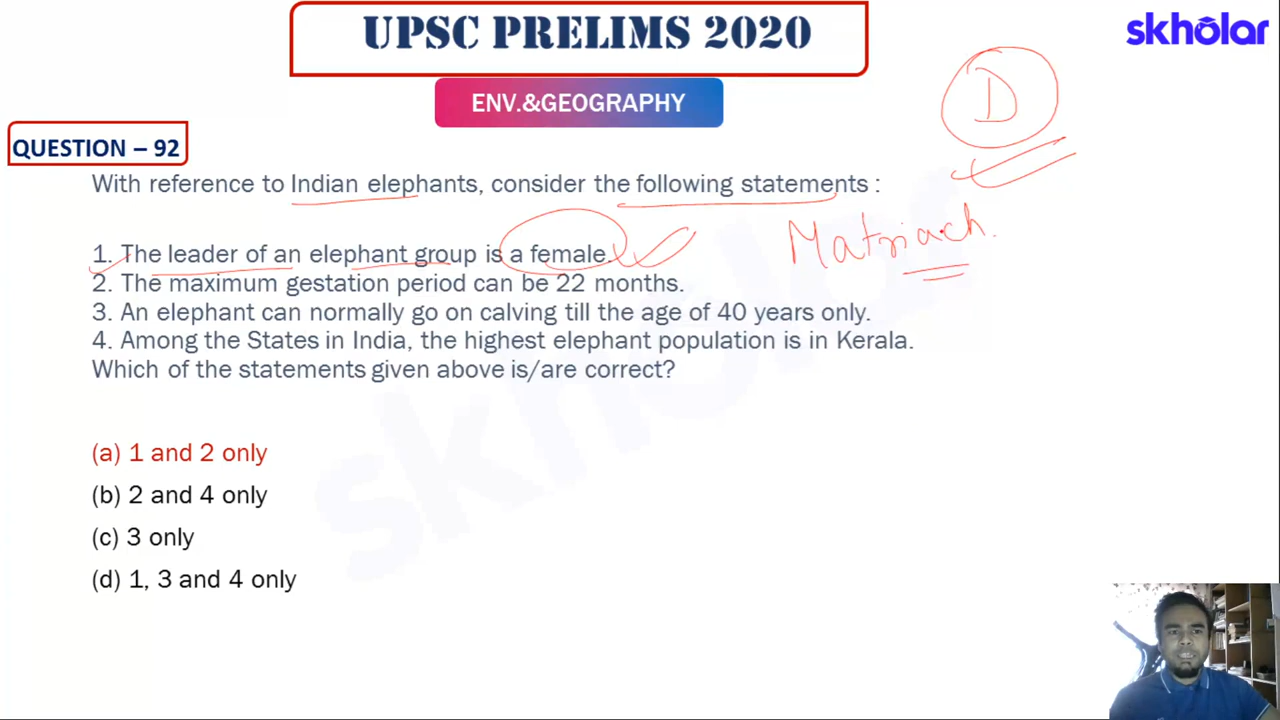 UPSC PRELIMS 2020
skholar
ENV.&GEOGRAPHY
D
QUESTION – 92
With reference to Indian elephants, consider the following statements :
Matriach.
1. The leader of an elephant group is a female.
2. The maximum gestation period can be 22 months.
3. An elephant can normally go on calving till the age of 40 years only.
4. Among the States in India, the highest elephant population is in Kerala.
Which of the statements given above is/are correct?
(a) 1 and 2 only
(b) 2 and 4 only
(c) 3 only
(d) 1, 3 and 4 only
skholar